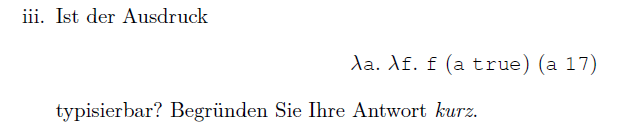 iii. Ist der Ausdruck
λa. λf. f (a true) (a 17)
typisierbar? Begründen Sie Ihre Antwort kurz.